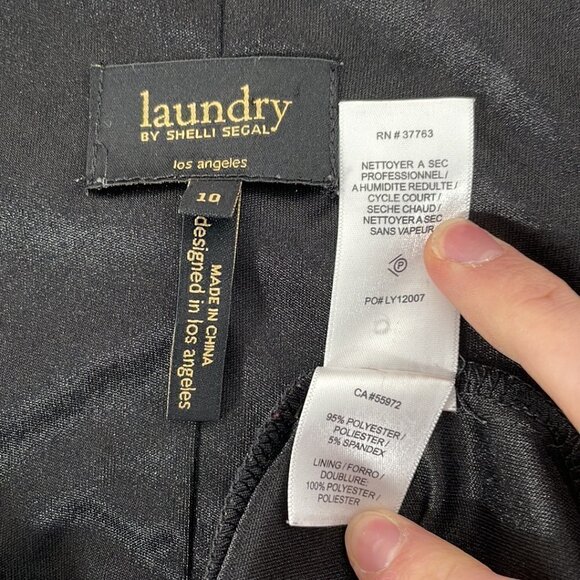 laundry
BY SHELLI SEGAL
los angeles
10
MADE IN CHINA
designed in los angeles
RN # 37763
NETTOYER A SEC
PROFESSIONNEL /
A HUMIDITE REDULTE /
CYCLE COURT /
SECHE CHAUD /
NETTOYER A SEC
SANS VAPEUR
P
PO# LY12007
CA #55972
95% POLYESTER /
POLIESTER /
5% SPANDEX
LINING / FORRO /
DOUBLURE:
100% POLYESTER /
POLIESTER